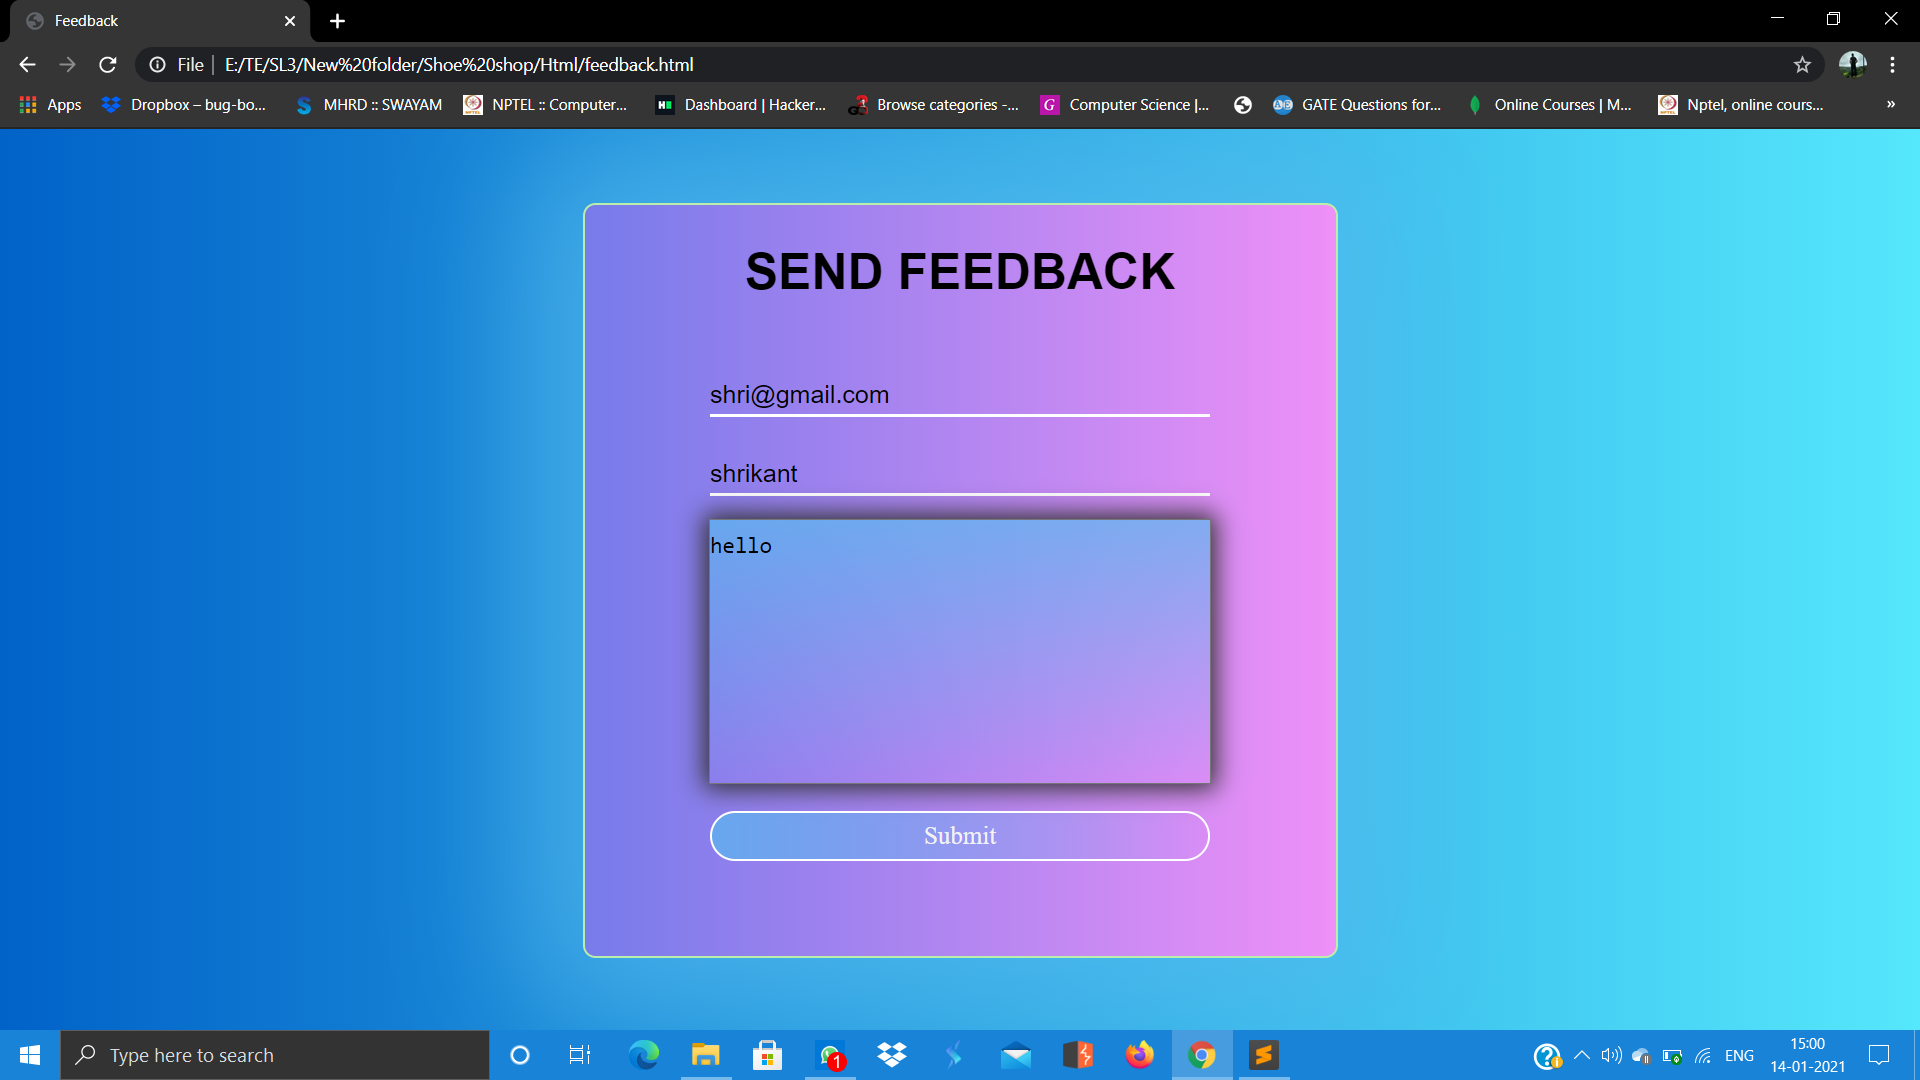 Feedback
File
E:/TE/SL3/New%20folder/Shoe%20shop/Html/feedback.html
Apps
Dropbox – bug-bo...
MHRD :: SWAYAM
NPTEL :: Computer...
Dashboard | Hacker...
Browse categories -...
G Computer Science |...
GATE Questions for...
Online Courses | M...
Nptel, online cours...
»
SEND FEEDBACK
shri@gmail.com
shrikant
hello
Submit
Type here to search
1
ENG
15:00
14-01-2021